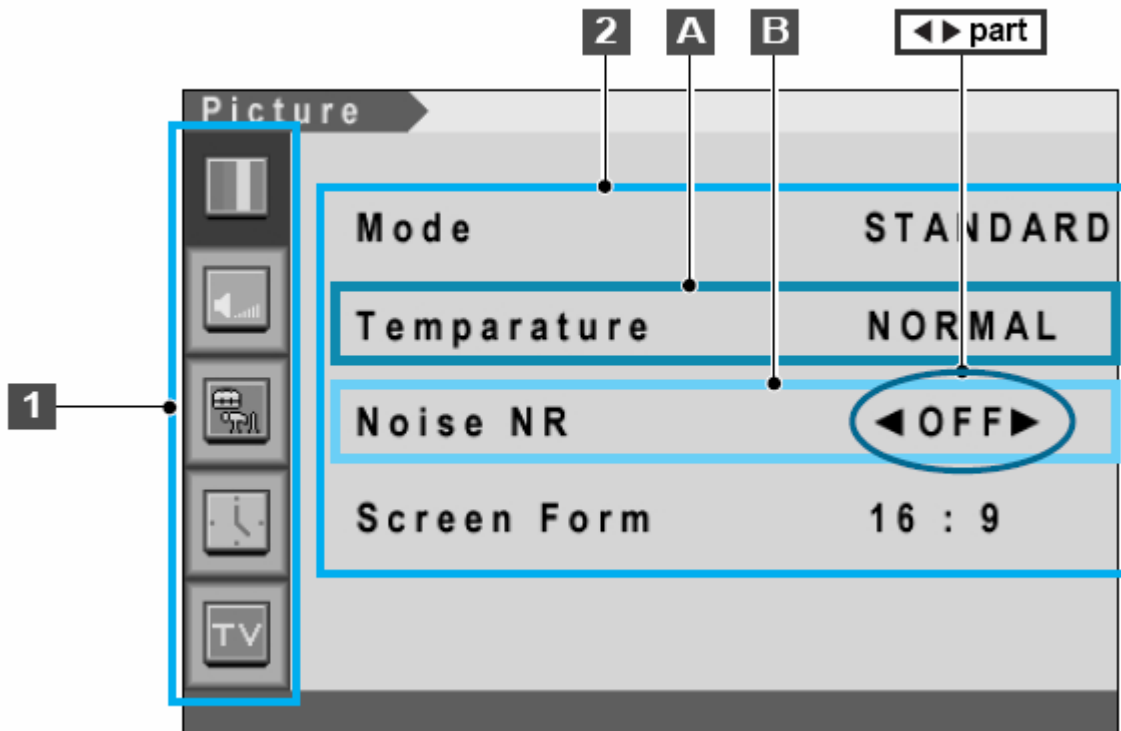 2 A B ◀▶ part
Picture
Mode STANDARD
Temparature NORMAL
1
Noise NR ◀OFF▶
Screen Form 16 : 9
TV